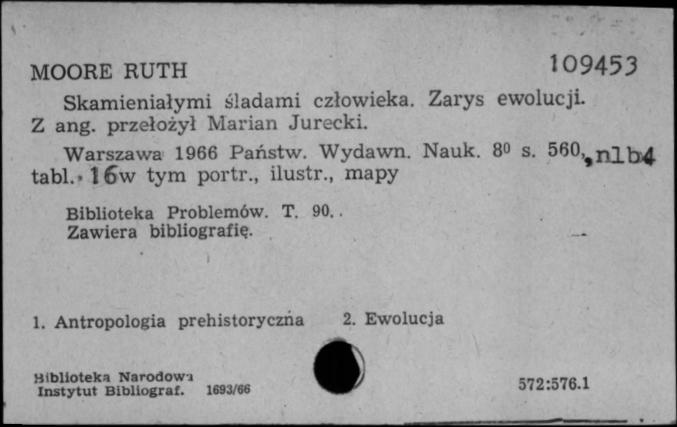 MOORE RUTH 109453
Skamieniałymi śladami człowieka. Zarys ewolucji.
Z ang. przełożył Marian Jurecki.
Warszawa 1966 Państw. Wydawn. Nauk. 8⁰ s. 560, nlb4
tabl. 16 w tym portr., ilustr., mapy
Biblioteka Problemów. T. 90.
Zawiera bibliografię.
1. Antropologia prehistoryczna 2. Ewolucja
Biblioteka Narodowa
Instytut Bibliograf. 1693/66 572:576.1